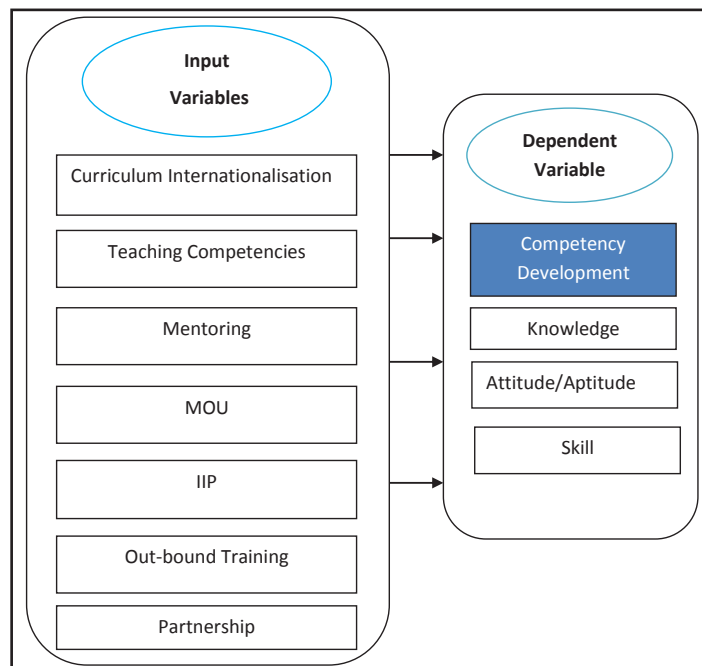 Input
Variables
Curriculum Internationalisation
Teaching Competencies
Mentoring
MOU
IIP
Out-bound Training
Partnership
Dependent
Variable
Competency
Development
Knowledge
Attitude/Aptitude
Skill